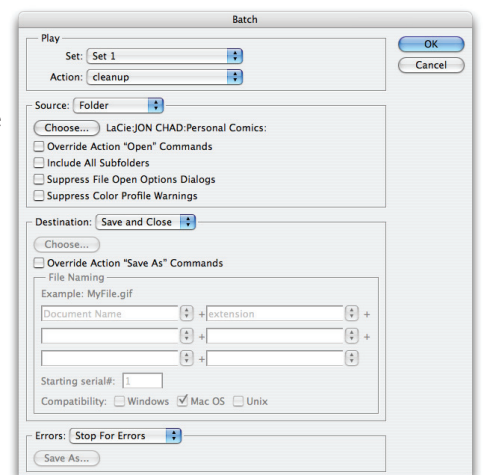 Batch
Play
Set: Set 1
Action: cleanup
OK
Cancel
Source: Folder
Choose... LaCie:JON CHAD:Personal Comics:
Override Action "Open" Commands
Include All Subfolders
Suppress File Open Options Dialogs
Suppress Color Profile Warnings
Destination: Save and Close
Choose...
Override Action "Save As" Commands
File Naming
Example: MyFile.gif
Document Name + extension +
+ +
+
Starting serial#: 1
Compatibility: Windows Mac OS Unix
Errors: Stop For Errors
Save As...